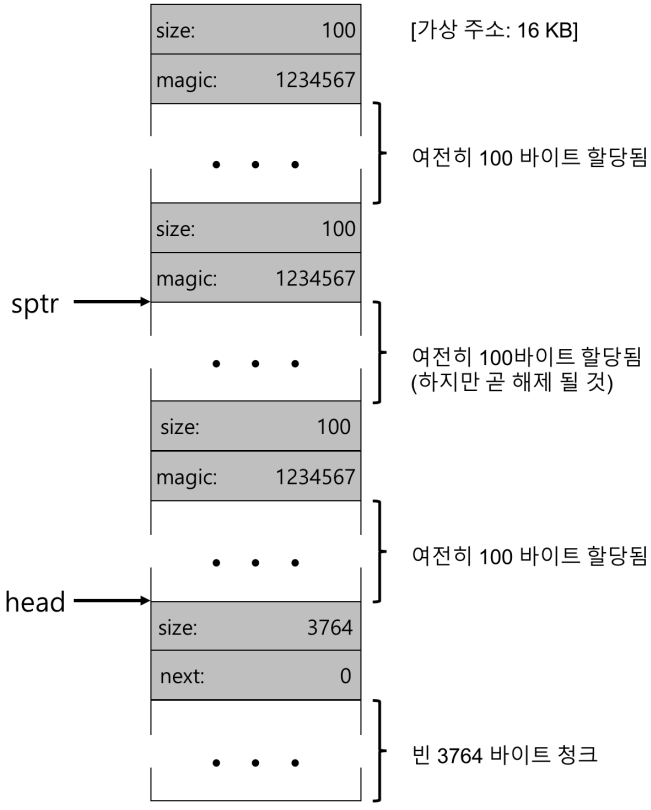 size: 100
[가상 주소: 16 KB]
magic: 1234567
여전히 100 바이트 할당됨
size: 100
magic: 1234567
sptr
여전히 100바이트 할당됨
(하지만 곧 해제 될 것)
size: 100
magic: 1234567
여전히 100 바이트 할당됨
head
size: 3764
next: 0
빈 3764 바이트 청크